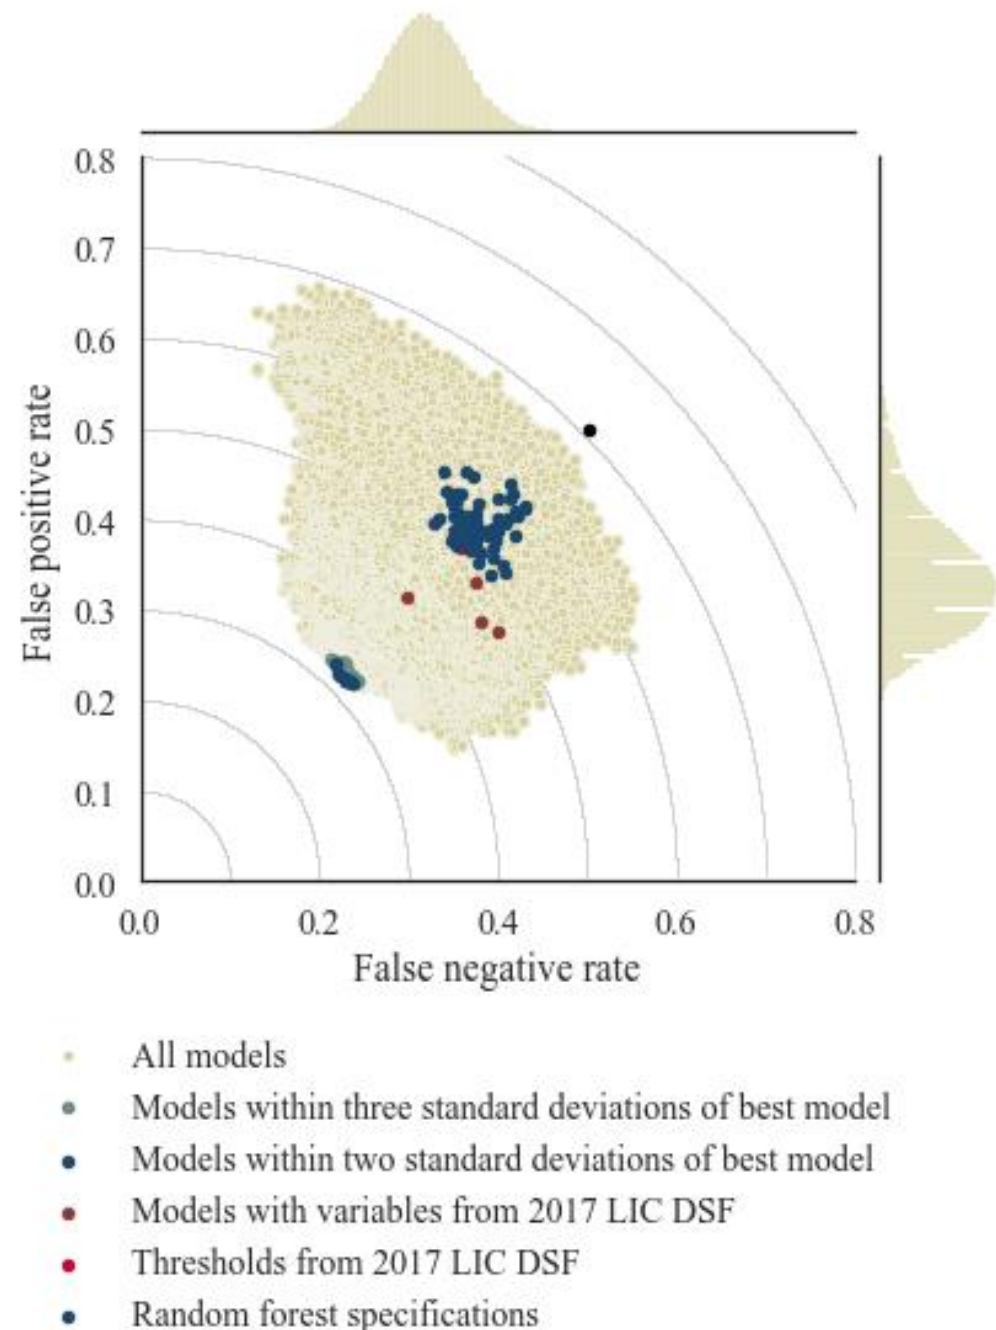 0.8
0.7
0.6
0.5
0.4
0.3
0.2
0.1
0.0
False positive rate
0.0 0.2 0.4 0.6 0.8
False negative rate
All models
Models within three standard deviations of best model
Models within two standard deviations of best model
Models with variables from 2017 LIC DSF
Thresholds from 2017 LIC DSF
Random forest specifications